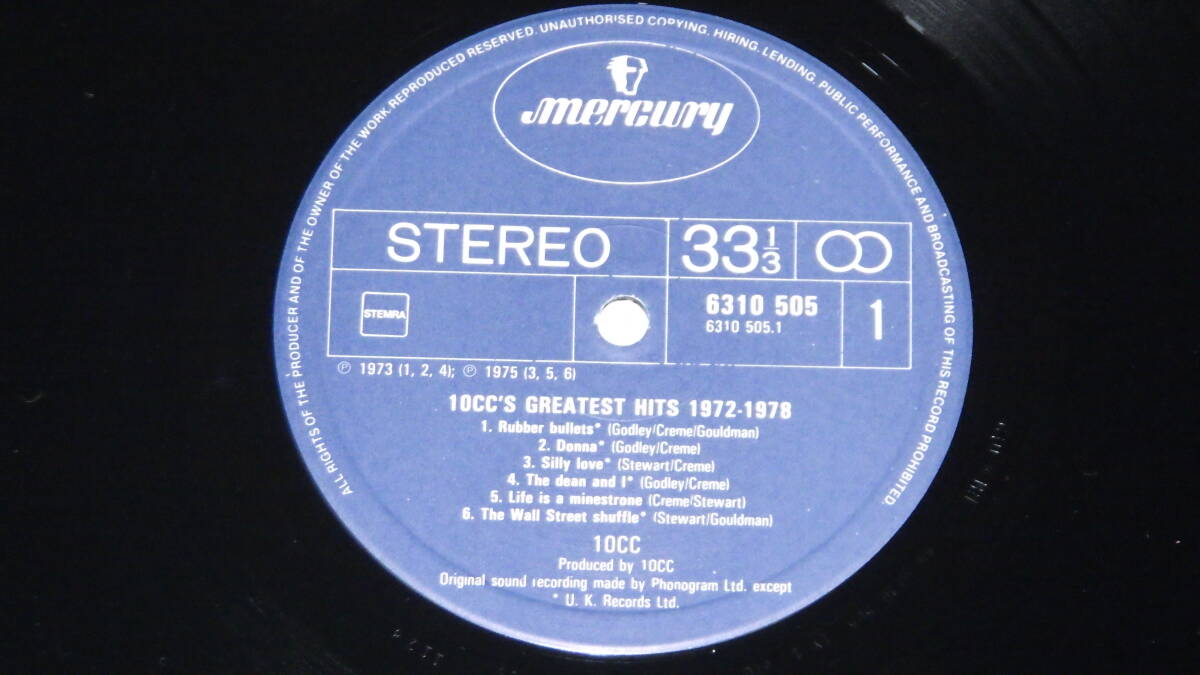 ALL RIGHTS OF THE PRODUCER AND OF THE OWNER OF THE WORK REPRODUCED RESERVED. UNAUTHORISED COPYING, HIRING, LENDING, PUBLIC PERFORMANCE AND BROADCASTING OF THIS RECORD PROHIBITED.
mercury
STEREO
33 1/3
STEMRA
6310 505
6310 505.1
1
℗ 1973 (1, 2, 4); ℗ 1975 (3, 5, 6)
10CC'S GREATEST HITS 1972-1978
1. Rubber bullets* (Godley/Creme/Gouldman)
2. Donna* (Godley/Creme)
3. Silly love* (Stewart/Creme)
4. The dean and I* (Godley/Creme)
5. Life is a minestrone (Creme/Stewart)
6. The Wall Street shuffle* (Stewart/Gouldman)
10CC
Produced by 10CC
Original sound recording made by Phonogram Ltd. except
* U. K. Records Ltd.